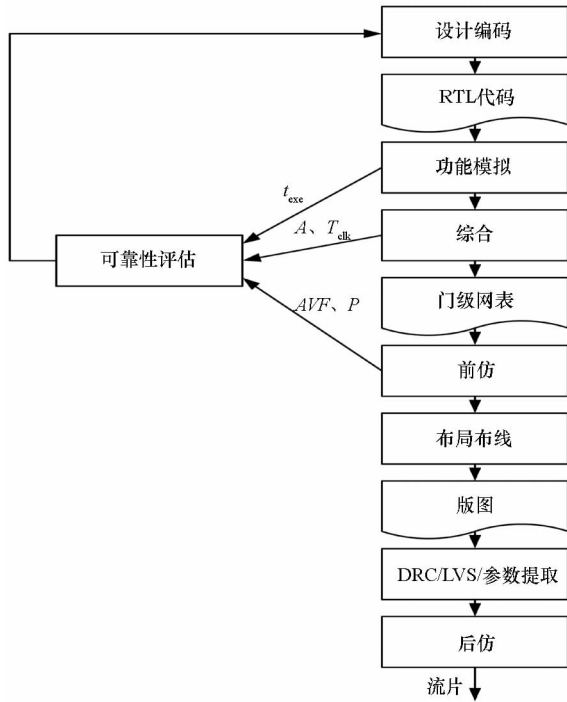 设计编码
RTL代码
功能模拟
t_exe
A、T_clk
综合
可靠性评估
门级网表
AVF、P
前仿
布局布线
版图
DRC/LVS/参数提取
后仿
流片